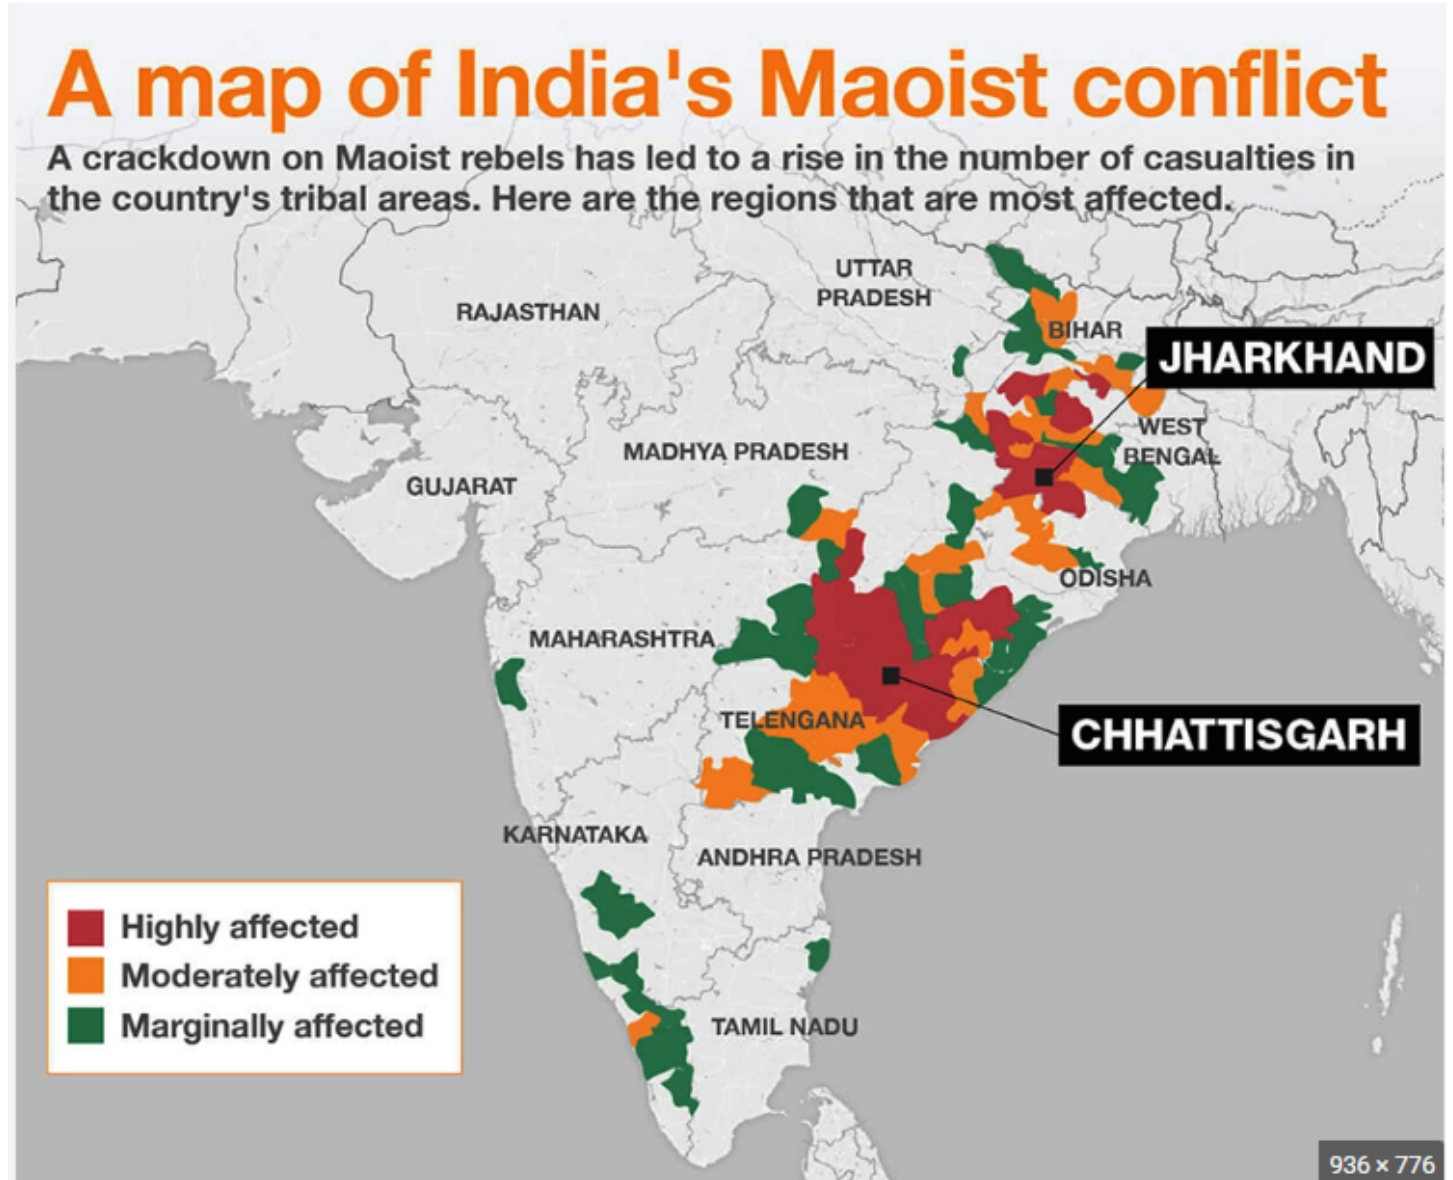 A map of India's Maoist conflict
A crackdown on Maoist rebels has led to a rise in the number of casualties in
the country's tribal areas. Here are the regions that are most affected.
UTTAR
PRADESH
RAJASTHAN
BIHAR
JHARKHAND
WEST
BENGAL
MADHYA PRADESH
GUJARAT
ODISHA
MAHARASHTRA
TELENGANA
CHHATTISGARH
KARNATAKA
ANDHRA PRADESH
Highly affected
Moderately affected
Marginally affected
TAMIL NADU
936 × 776